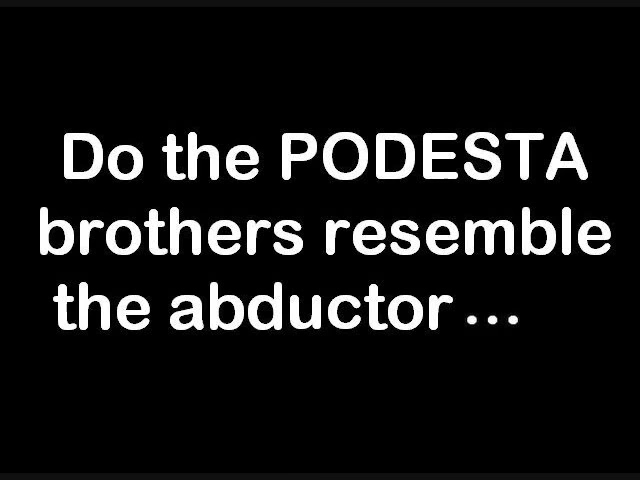 Do the PODESTA
brothers resemble
the abductor ...